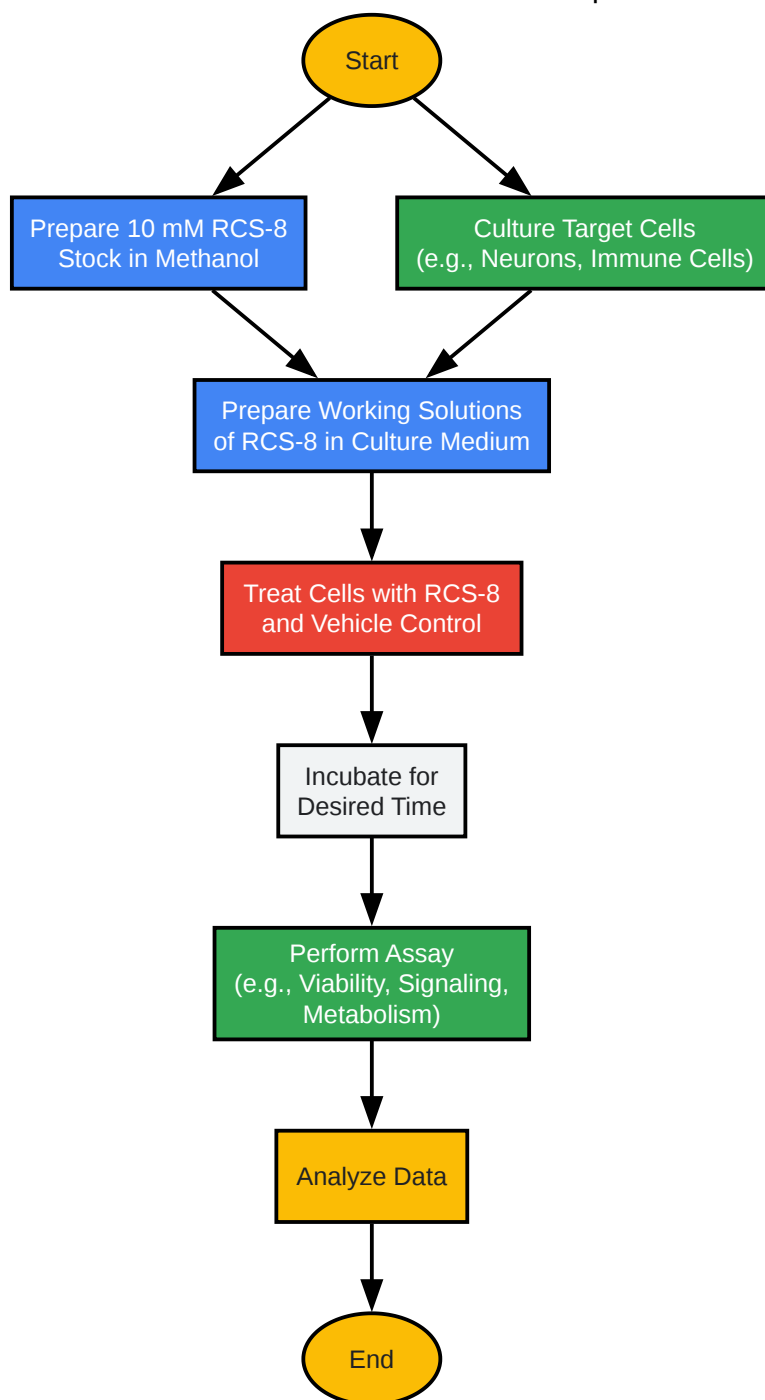 Start
Prepare 10 mM RCS-8
Stock in Methanol
Culture Target Cells
(e.g., Neurons, Immune Cells)
Prepare Working Solutions
of RCS-8 in Culture Medium
Treat Cells with RCS-8
and Vehicle Control
Incubate for
Desired Time
Perform Assay
(e.g., Viability, Signaling,
Metabolism)
Analyze Data
End